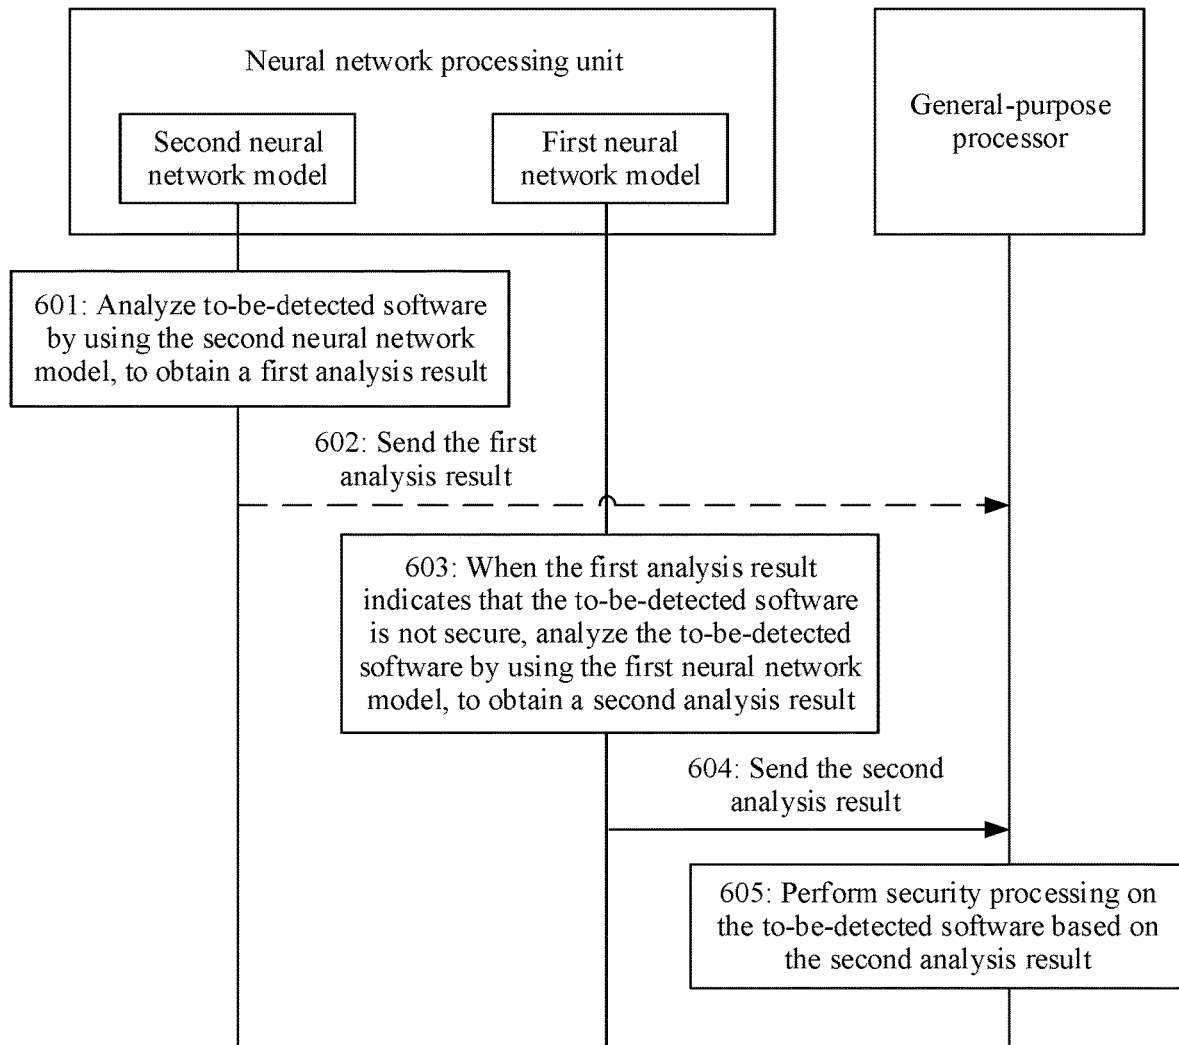 Neural network processing unit
Second neural
network model
First neural
network model
General-purpose
processor
601: Analyze to-be-detected software
by using the second neural network
model, to obtain a first analysis result
602: Send the first
analysis result
603: When the first analysis result
indicates that the to-be-detected software
is not secure, analyze the to-be-detected
software by using the first neural network
model, to obtain a second analysis result
604: Send the second
analysis result
605: Perform security processing on
the to-be-detected software based on
the second analysis result